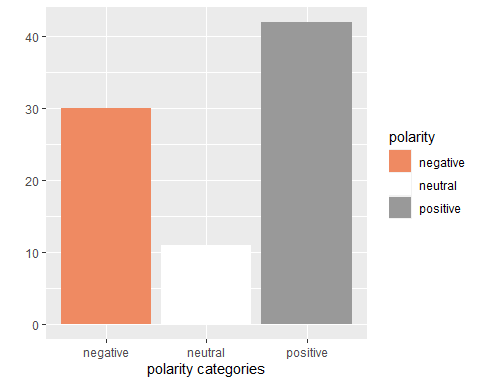 40
30
20
10
0
negative neutral positive
polarity categories
polarity
negative
neutral
positive